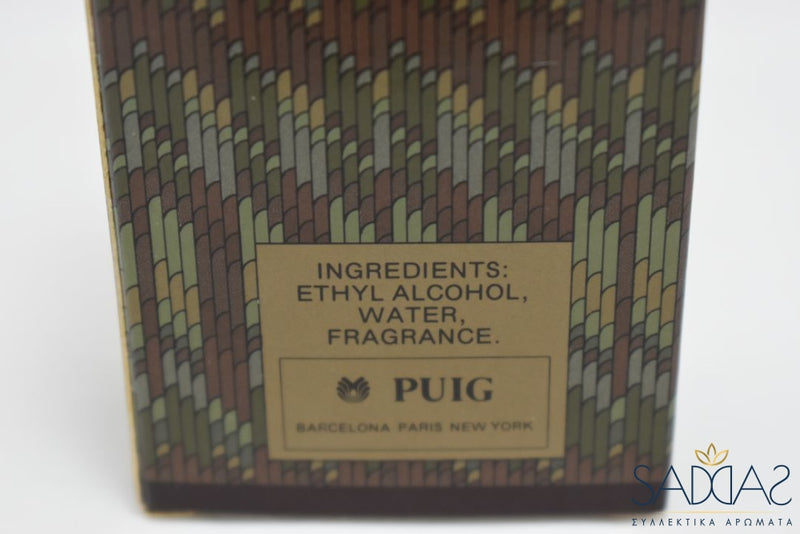 INGREDIENTS:
ETHYL ALCOHOL,
WATER,
FRAGRANCE.
PUIG
BARCELONA PARIS NEW YORK
SADDAS
ΣΥΛΛΕΚΤΙΚΑ ΑΡΩΜΑΤΑ